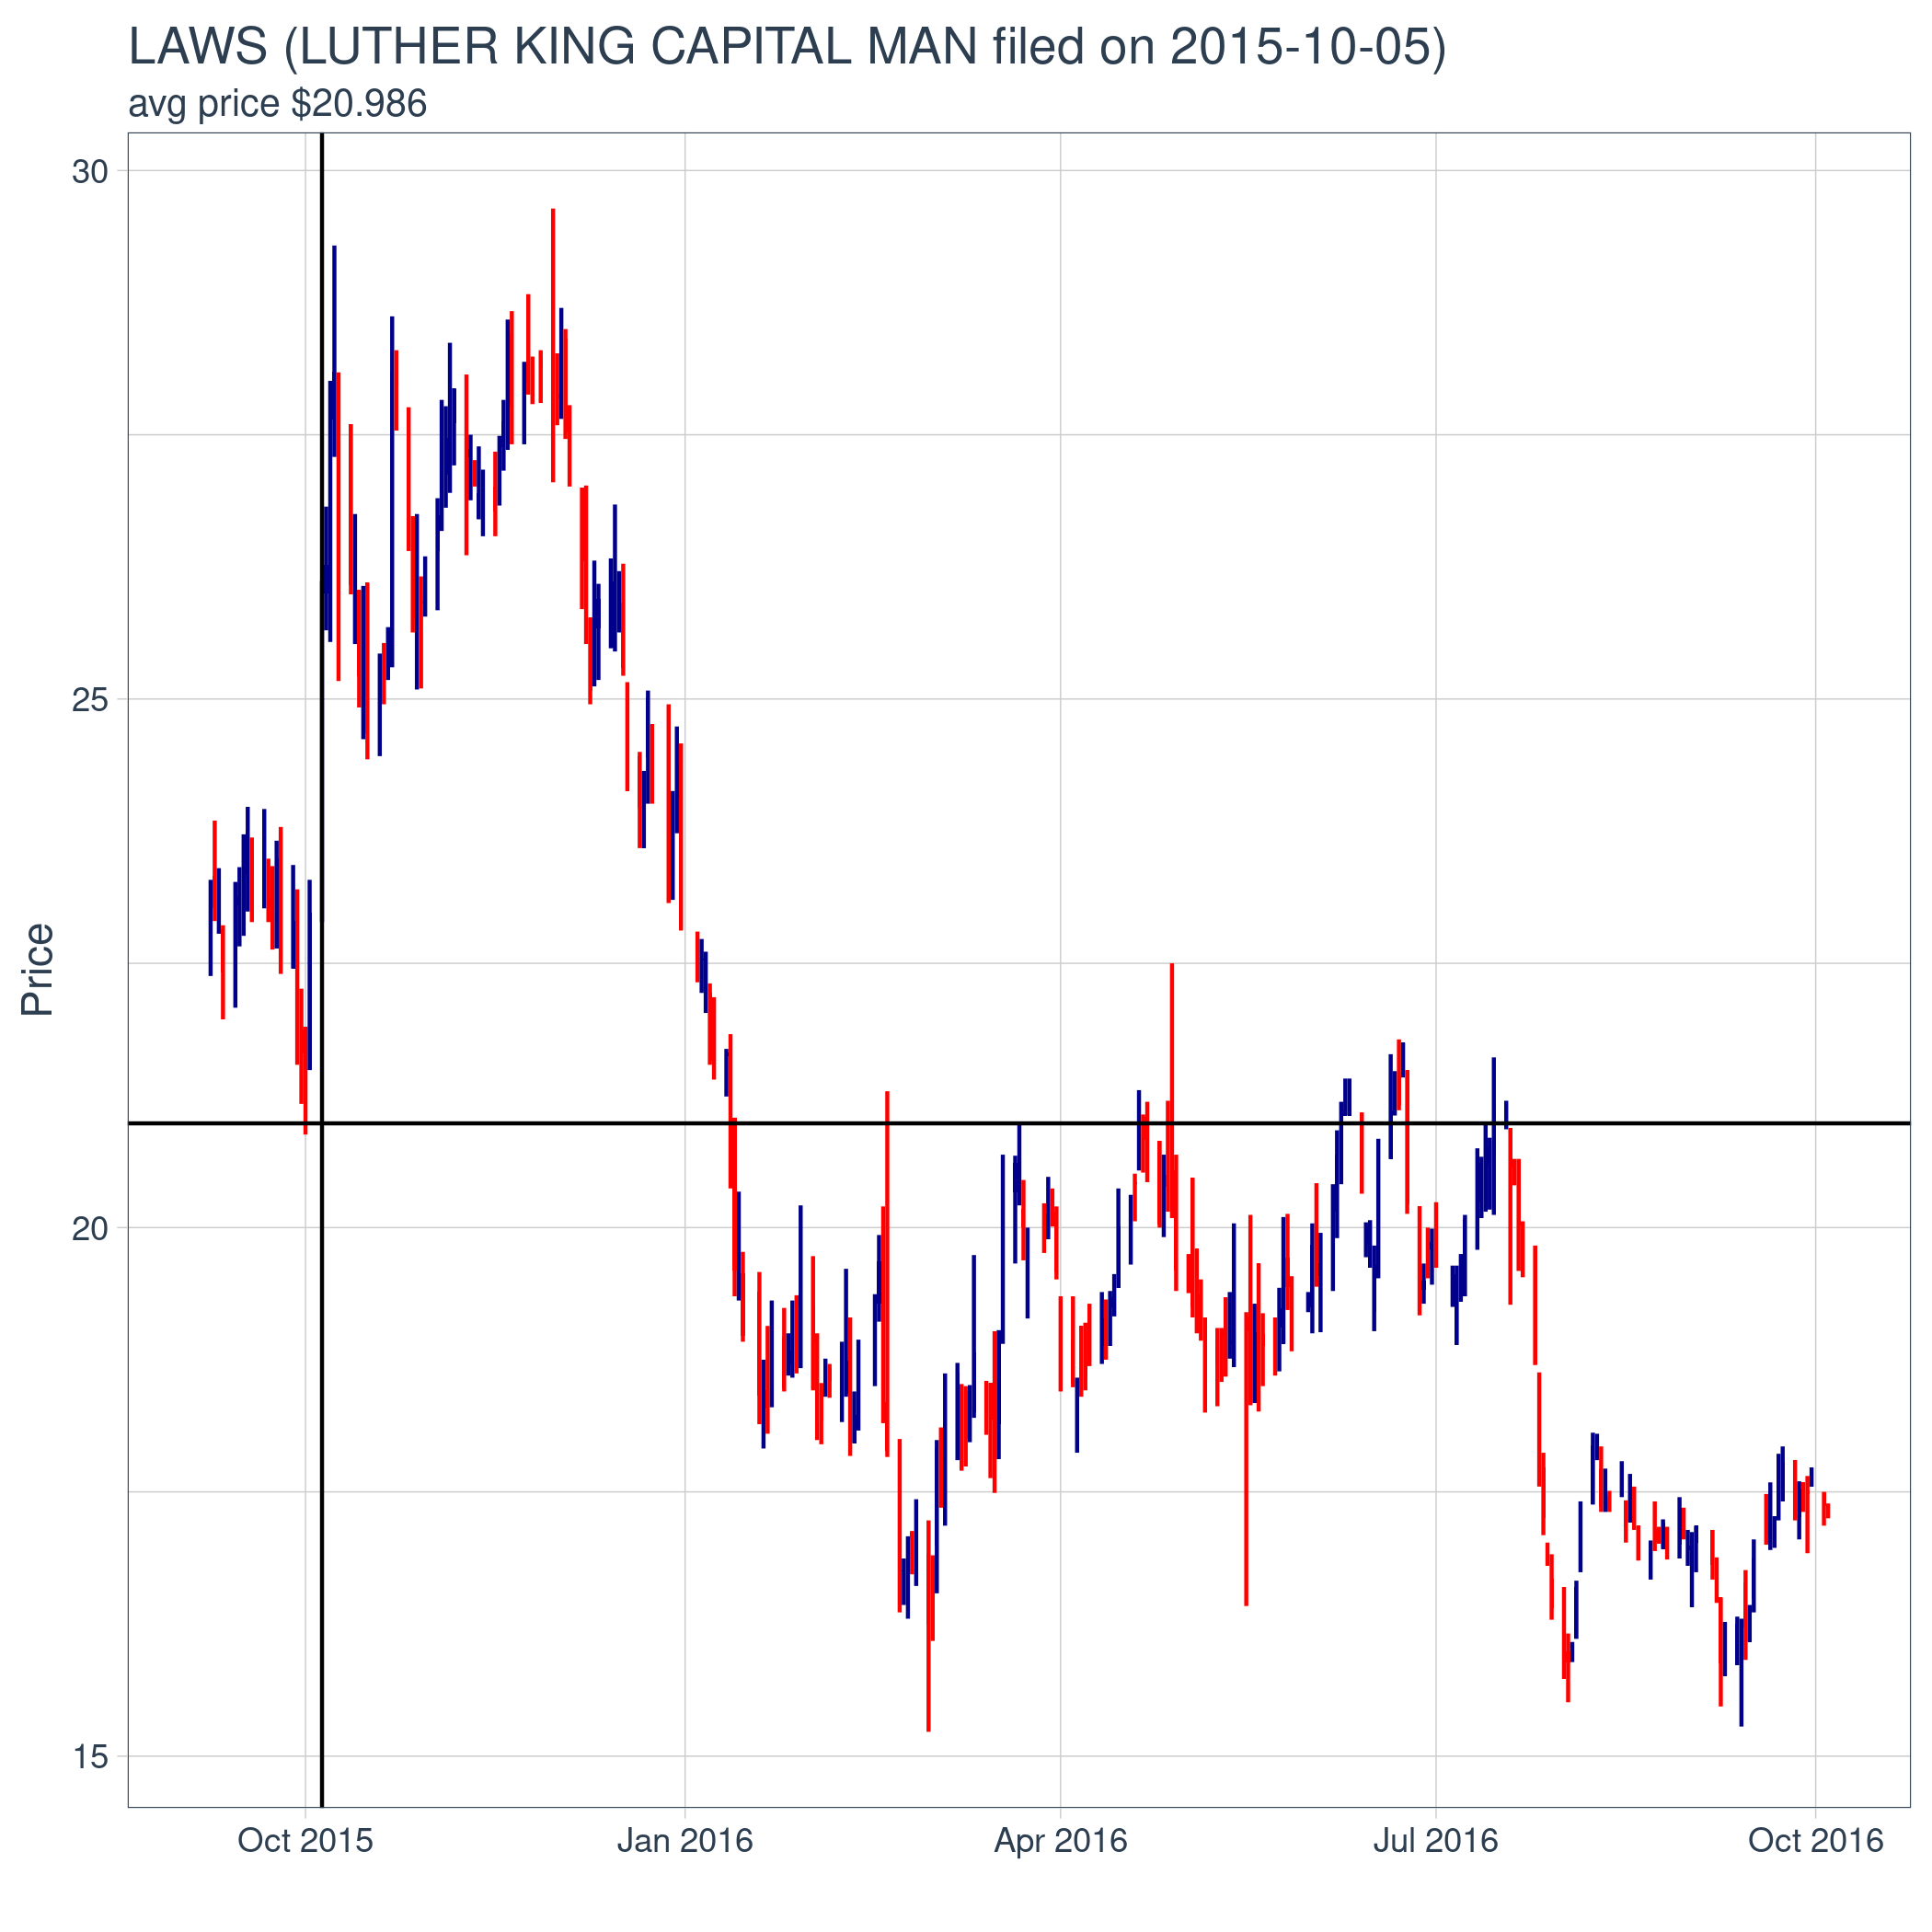 LAWS (LUTHER KING CAPITAL MAN filed on 2015-10-05)
avg price $20.986
30
25
20
15
Price
Oct 2015
Jan 2016
Apr 2016
Jul 2016
Oct 2016